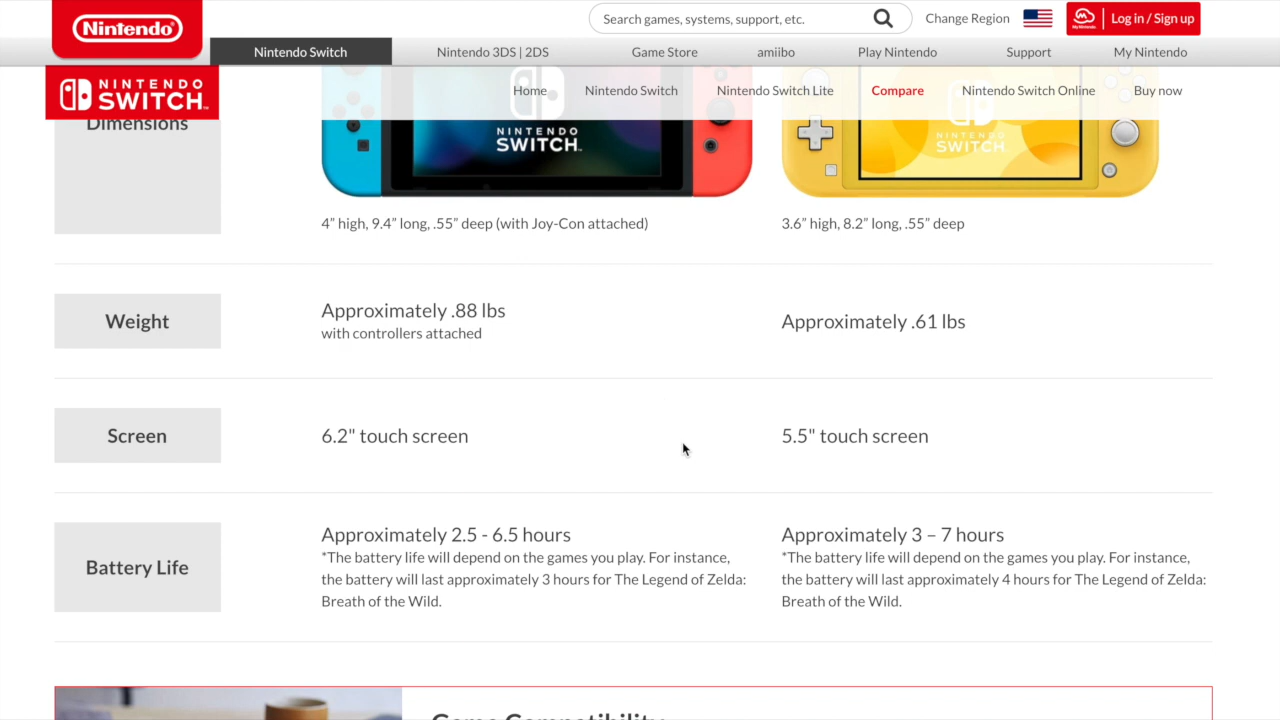 Nintendo
Search games, systems, support, etc.
Change Region
My Nintendo
Log in / Sign up
Nintendo Switch
Nintendo 3DS | 2DS
Game Store
amiibo
Play Nintendo
Support
My Nintendo
NINTENDO
SWITCH™
Home
Nintendo Switch
Nintendo Switch Lite
Compare
Nintendo Switch Online
Buy now
NINTENDO
SWITCH™
NINTENDO
SWITCH
Dimensions
4” high, 9.4” long, .55” deep (with Joy-Con attached)
3.6” high, 8.2” long, .55” deep
Weight
Approximately .88 lbs
with controllers attached
Approximately .61 lbs
Screen
6.2" touch screen
5.5" touch screen
Battery Life
Approximately 2.5 - 6.5 hours
*The battery life will depend on the games you play. For instance,
the battery will last approximately 3 hours for The Legend of Zelda:
Breath of the Wild.
Approximately 3 – 7 hours
*The battery life will depend on the games you play. For instance,
the battery will last approximately 4 hours for The Legend of Zelda:
Breath of the Wild.
Game Compatibility